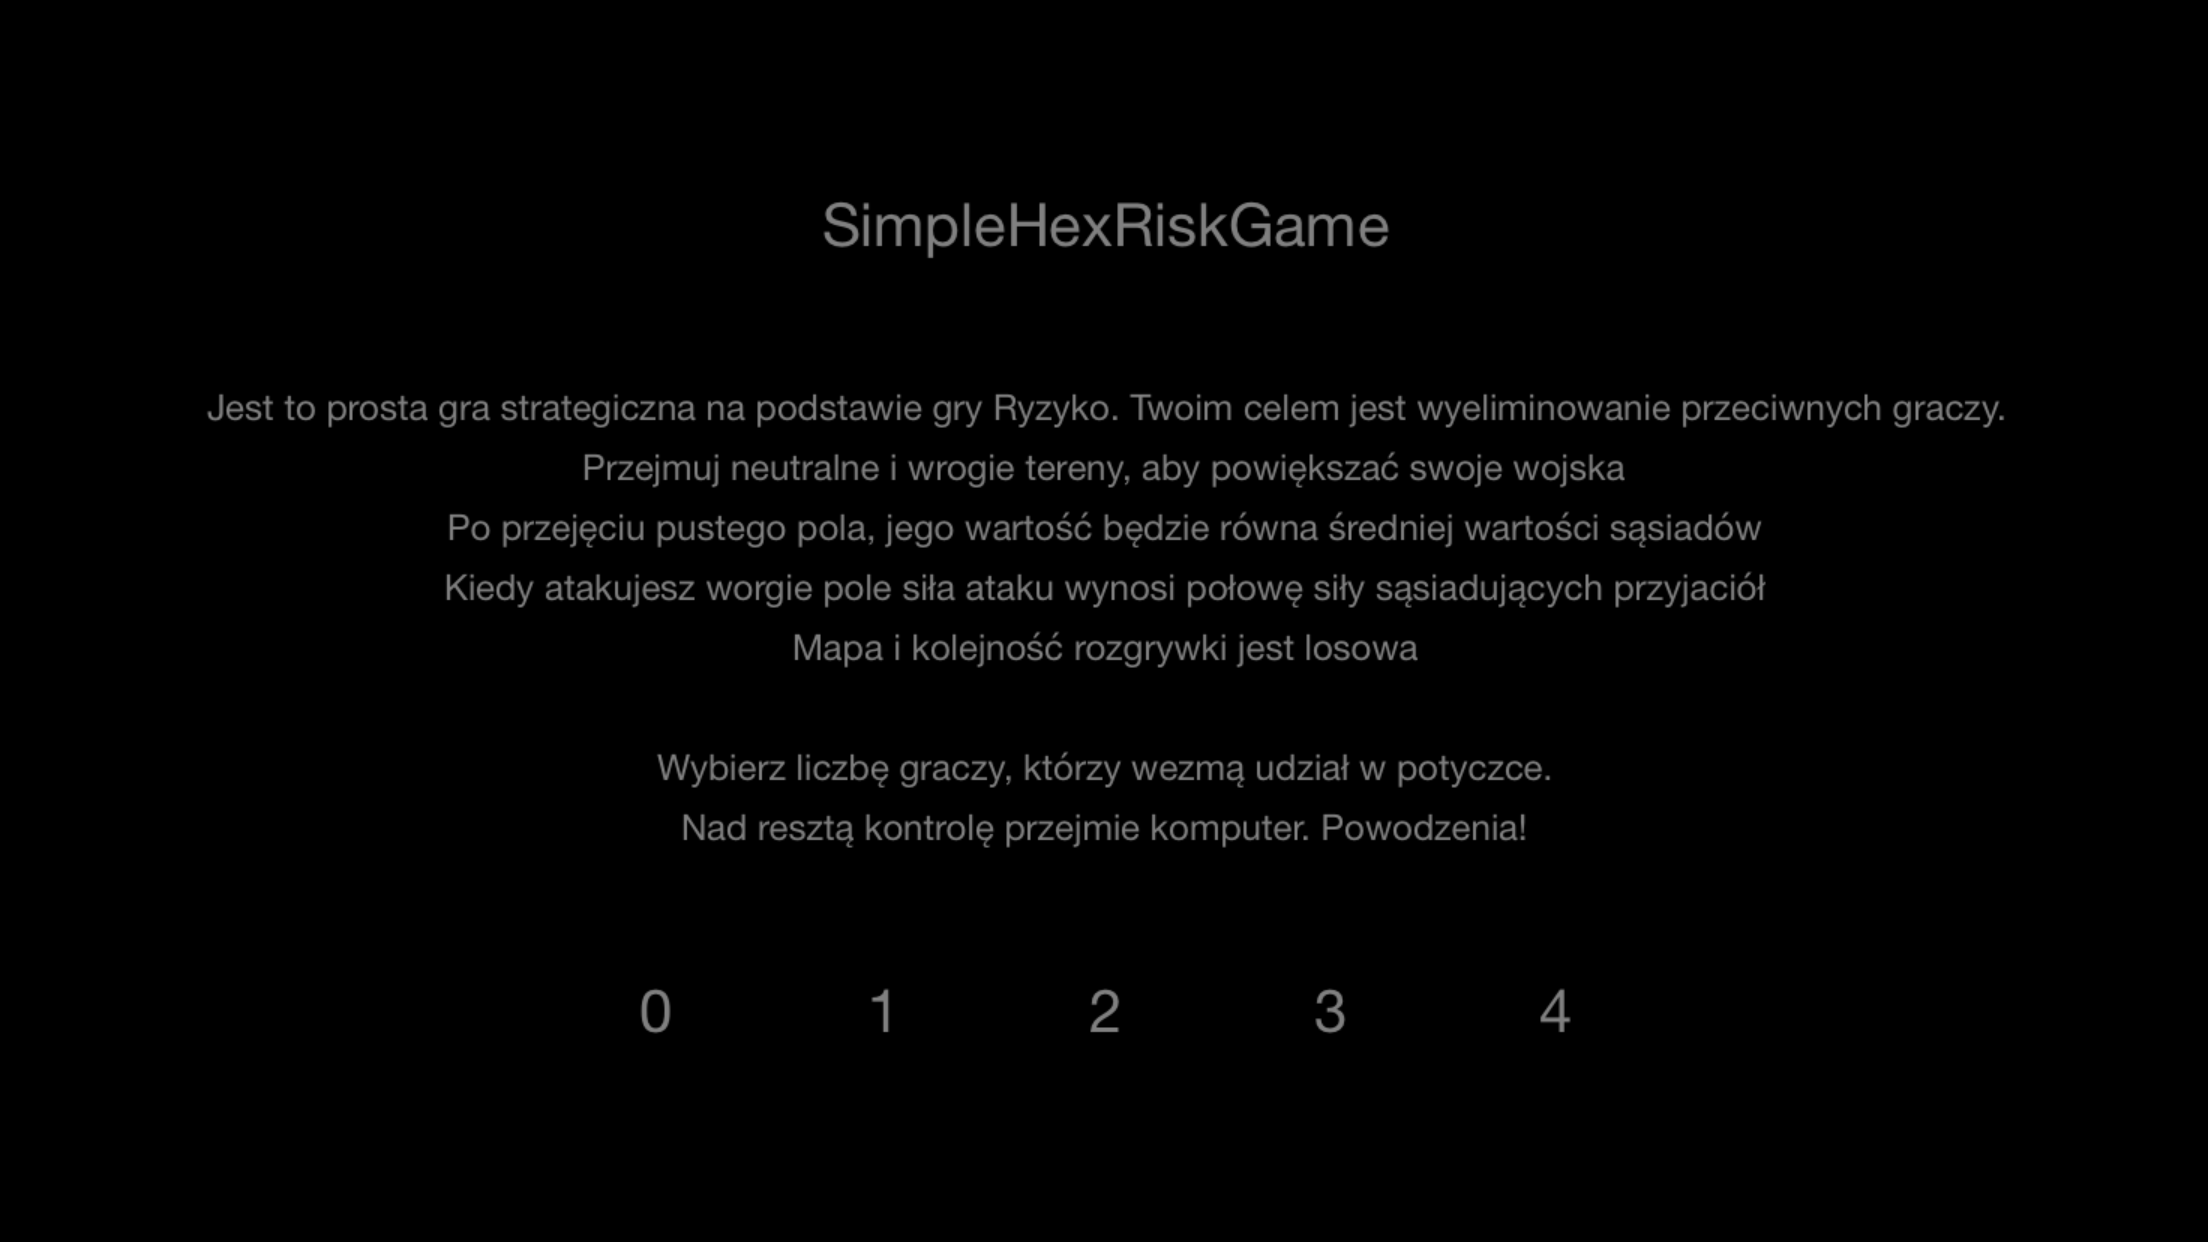 SimpleHexRiskGame
Jest to prosta gra strategiczna na podstawie gry Ryzyko. Twoim celem jest wyeliminowanie przeciwnych graczy.
Przejmuj neutralne i wrogie tereny, aby powiększać swoje wojska
Po przejęciu pustego pola, jego wartość będzie równa średniej wartości sąsiadów
Kiedy atakujesz worgie pole siła ataku wynosi połowę siły sąsiadujących przyjaciół
Mapa i kolejność rozgrywki jest losowa
Wybierz liczbę graczy, którzy wezmą udział w potyczce.
Nad resztą kontrolę przejmie komputer. Powodzenia!
0 1 2 3 4